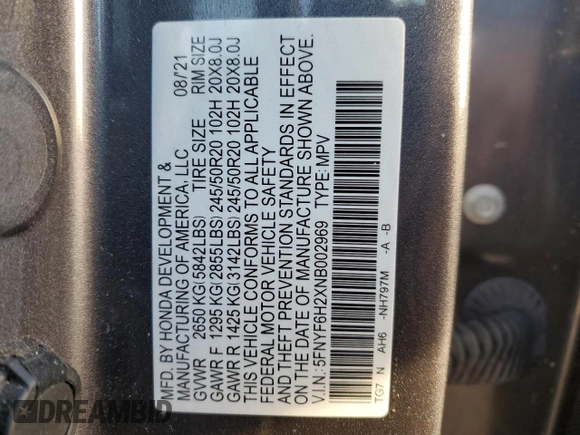 MFD. BY HONDA DEVELOPMENT & 08/'21
MANUFACTURING OF AMERICA, LLC
GVWR 2650 KG(5842LBS) TIRE SIZE RIM SIZE
GAWR F 1295 KG(2855LBS) 245/50R20 102H 20X8.0J
GAWR R 1425 KG(3142LBS) 245/50R20 102H 20X8.0J
THIS VEHICLE CONFORMS TO ALL APPLICABLE
FEDERAL MOTOR VEHICLE SAFETY
AND THEFT PREVENTION STANDARDS IN EFFECT
ON THE DATE OF MANUFACTURE SHOWN ABOVE.
V.I.N.: 5FNYF6H2XNB002969 TYPE: MPV
TG7 N AH6 -NH797M -A -B
DREAMBID